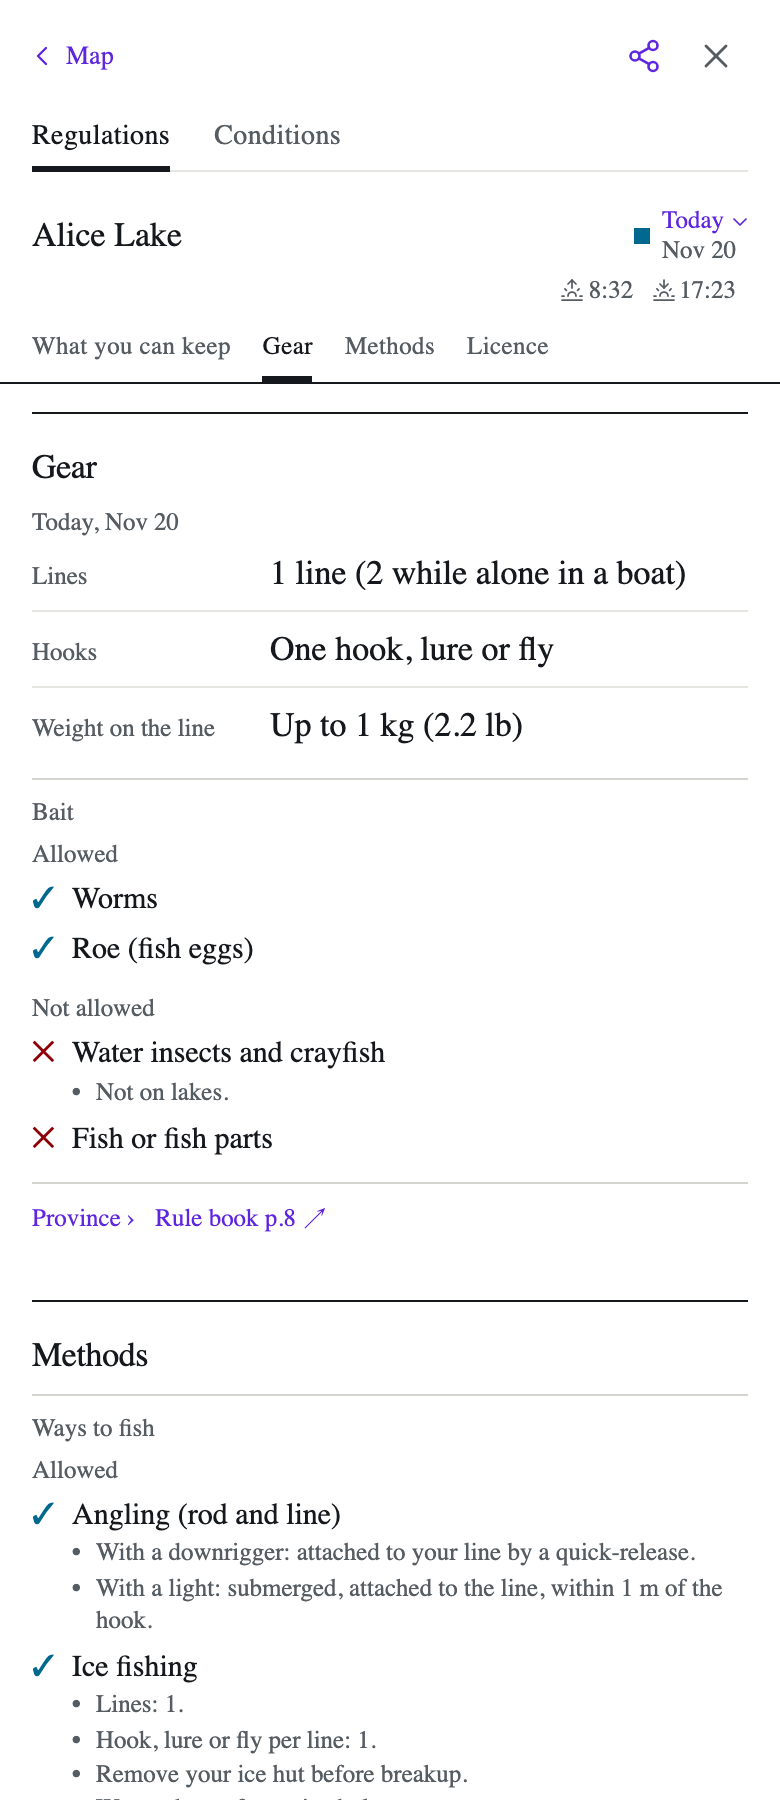 Map
Regulations Conditions
Alice Lake
Today
Nov 20
8:32 17:23
What you can keep Gear Methods Licence
Gear
Today, Nov 20
Lines 1 line (2 while alone in a boat)
Hooks One hook, lure or fly
Weight on the line Up to 1 kg (2.2 lb)
Bait
Allowed
✓ Worms
✓ Roe (fish eggs)
Not allowed
✕ Water insects and crayfish
• Not on lakes.
✕ Fish or fish parts
Province › Rule book p.8 ↗
Methods
Ways to fish
Allowed
✓ Angling (rod and line)
• With a downrigger: attached to your line by a quick-release.
• With a light: submerged, attached to the line, within 1 m of the
hook.
✓ Ice fishing
• Lines: 1.
• Hook, lure or fly per line: 1.
• Remove your ice hut before breakup.